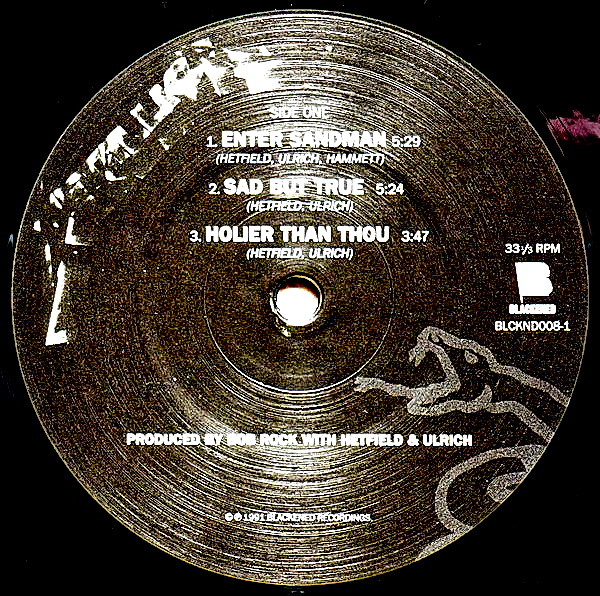 SIDE ONE
1. ENTER SANDMAN 5:29
(HETFIELD, ULRICH, HAMMETT)
2. SAD BUT TRUE 5:24
(HETFIELD, ULRICH)
3. HOLIER THAN THOU 3:47
(HETFIELD, ULRICH)
33 1/3 RPM
B
BLACKENED
BLCKND008-1
PRODUCED BY BOB ROCK WITH HETFIELD & ULRICH
© ℗ 1991 BLACKENED RECORDINGS.